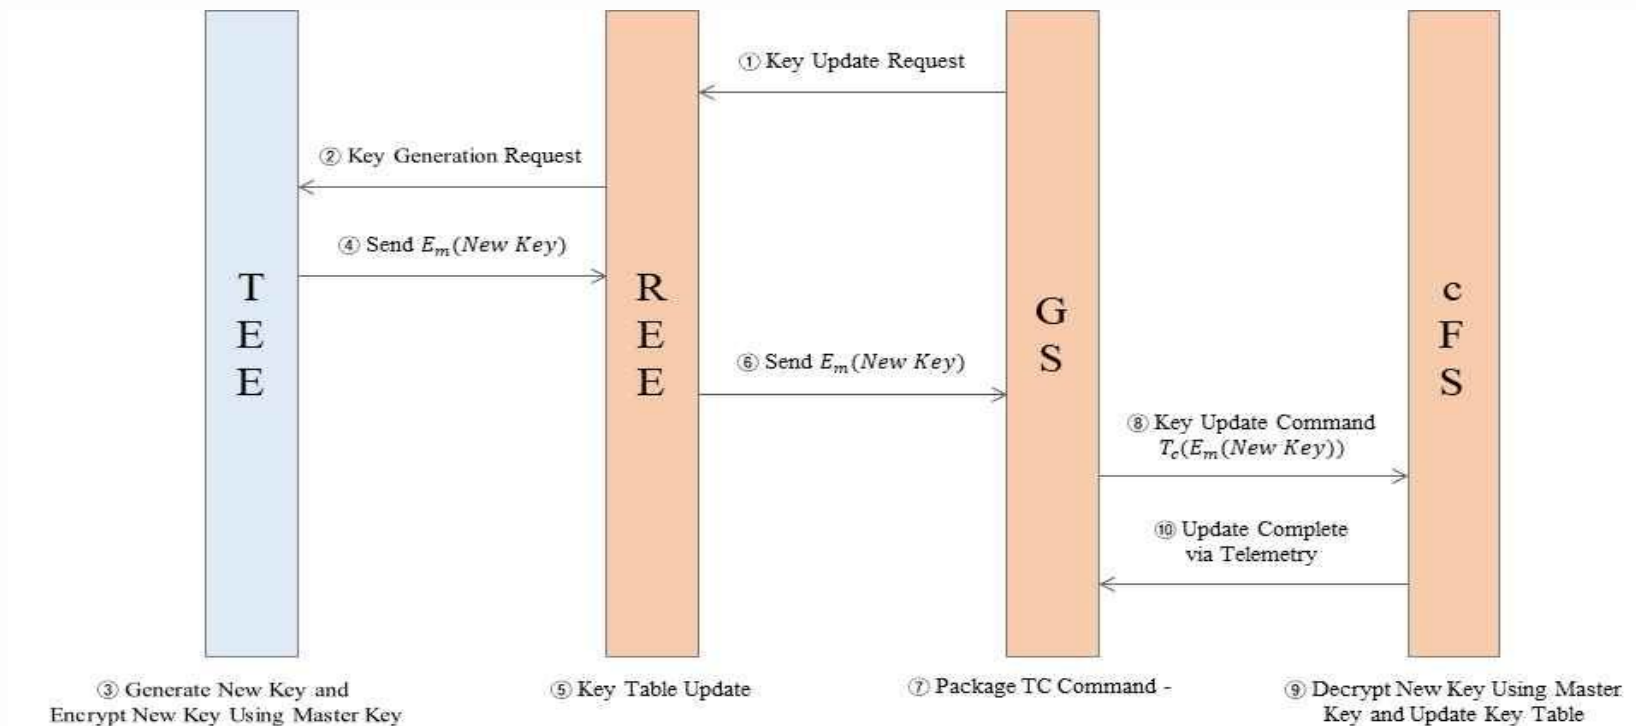 ① Key Update Request
② Key Generation Request
④ Send E_m(New Key)
T
E
E
R
E
E
G
S
c
F
S
⑥ Send E_m(New Key)
⑧ Key Update Command
T_c(E_m(New Key))
⑩ Update Complete
via Telemetry
③ Generate New Key and
Encrypt New Key Using Master Key
⑤ Key Table Update
⑦ Package TC Command -
⑨ Decrypt New Key Using Master
Key and Update Key Table